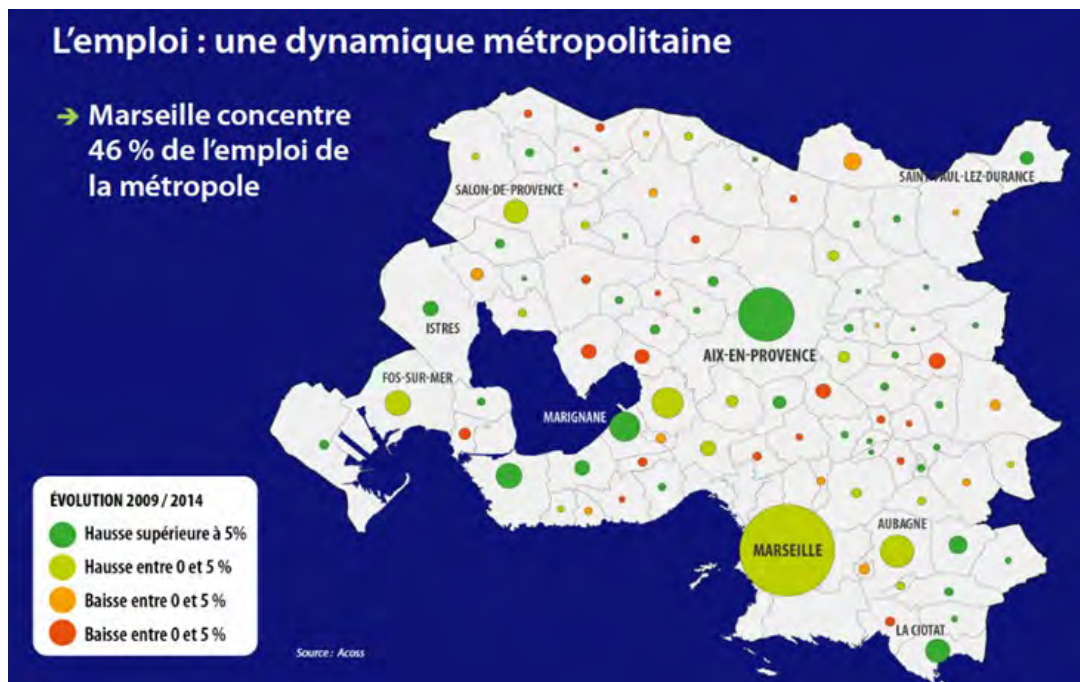 L'emploi : une dynamique métropolitaine
➔ Marseille concentre
46 % de l'emploi de
la métropole
SALON-DE-PROVENCE
SAINT-PAUL-LEZ-DURANCE
ISTRES
AIX-EN-PROVENCE
FOS-SUR-MER
MARIGNANE
MARSEILLE
AUBAGNE
LA CIOTAT
ÉVOLUTION 2009 / 2014
Hausse supérieure à 5%
Hausse entre 0 et 5 %
Baisse entre 0 et 5 %
Baisse entre 0 et 5 %
Source : Acoss